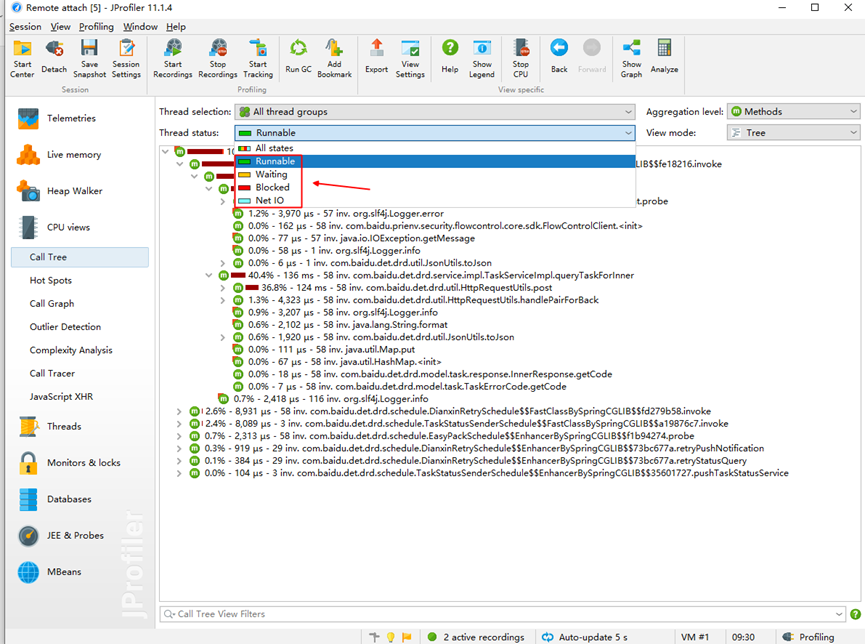 Remote attach [5] - JProfiler 11.1.4
Session View Profiling Window Help
Start Center
Detach
Save Snapshot
Session Settings
Start Recordings
Stop Recordings
Start Tracking
Run GC
Add Bookmark
Export
View Settings
Help
Show Legend
Stop CPU
Back
Forward
Show Graph
Analyze
Session
Profiling
View specific
Telemetries
Live memory
Heap Walker
CPU views
Call Tree
Hot Spots
Call Graph
Outlier Detection
Complexity Analysis
Call Tracer
JavaScript XHR
Threads
Monitors & locks
Databases
JEE & Probes
MBeans
JProfiler
Thread selection: All thread groups
Aggregation level: Methods
Thread status: Runnable
View mode: Tree
All states
Runnable
Waiting
Blocked
Net IO
LIB$$fe18216.invoke
t.probe
1.2% - 3,970 µs - 57 inv. org.slf4j.Logger.error
0.0% - 162 µs - 58 inv. com.baidu.prienv.security.flowcontrol.core.sdk.FlowControlClient.<init>
0.0% - 77 µs - 57 inv. java.io.IOException.getMessage
0.0% - 58 µs - 1 inv. org.slf4j.Logger.info
0.0% - 6 µs - 1 inv. com.baidu.det.drd.util.JsonUtils.toJson
40.4% - 136 ms - 58 inv. com.baidu.det.drd.service.impl.TaskServiceImpl.queryTaskForInner
36.8% - 124 ms - 58 inv. com.baidu.det.drd.util.HttpRequestUtils.post
1.3% - 4,323 µs - 58 inv. com.baidu.det.drd.util.HttpRequestUtils.handlePairForBack
0.9% - 3,207 µs - 58 inv. org.slf4j.Logger.info
0.6% - 2,102 µs - 58 inv. java.lang.String.format
0.6% - 1,920 µs - 58 inv. com.baidu.det.drd.util.JsonUtils.toJson
0.0% - 111 µs - 58 inv. java.util.Map.put
0.0% - 67 µs - 58 inv. java.util.HashMap.<init>
0.0% - 18 µs - 58 inv. com.baidu.det.drd.model.task.response.InnerResponse.getCode
0.0% - 7 µs - 58 inv. com.baidu.det.drd.model.task.TaskErrorCode.getCode
0.7% - 2,418 µs - 116 inv. org.slf4j.Logger.info
2.6% - 8,931 µs - 58 inv. com.baidu.det.drd.schedule.DianxinRetrySchedule$$FastClassBySpringCGLIB$$fd279b58.invoke
2.4% - 8,089 µs - 3 inv. com.baidu.det.drd.schedule.TaskStatusSenderSchedule$$FastClassBySpringCGLIB$$a19876c7.invoke
0.7% - 2,313 µs - 58 inv. com.baidu.det.drd.schedule.EasyPackSchedule$$EnhancerBySpringCGLIB$$f1b94274.probe
0.3% - 919 µs - 29 inv. com.baidu.det.drd.schedule.DianxinRetrySchedule$$EnhancerBySpringCGLIB$$73bc677a.retryPushNotification
0.1% - 384 µs - 29 inv. com.baidu.det.drd.schedule.DianxinRetrySchedule$$EnhancerBySpringCGLIB$$73bc677a.retryStatusQuery
0.0% - 104 µs - 3 inv. com.baidu.det.drd.schedule.TaskStatusSenderSchedule$$EnhancerBySpringCGLIB$$35601727.pushTaskStatusService
Call Tree View Filters
2 active recordings
Auto-update 5 s
VM #1
09:30
Profiling